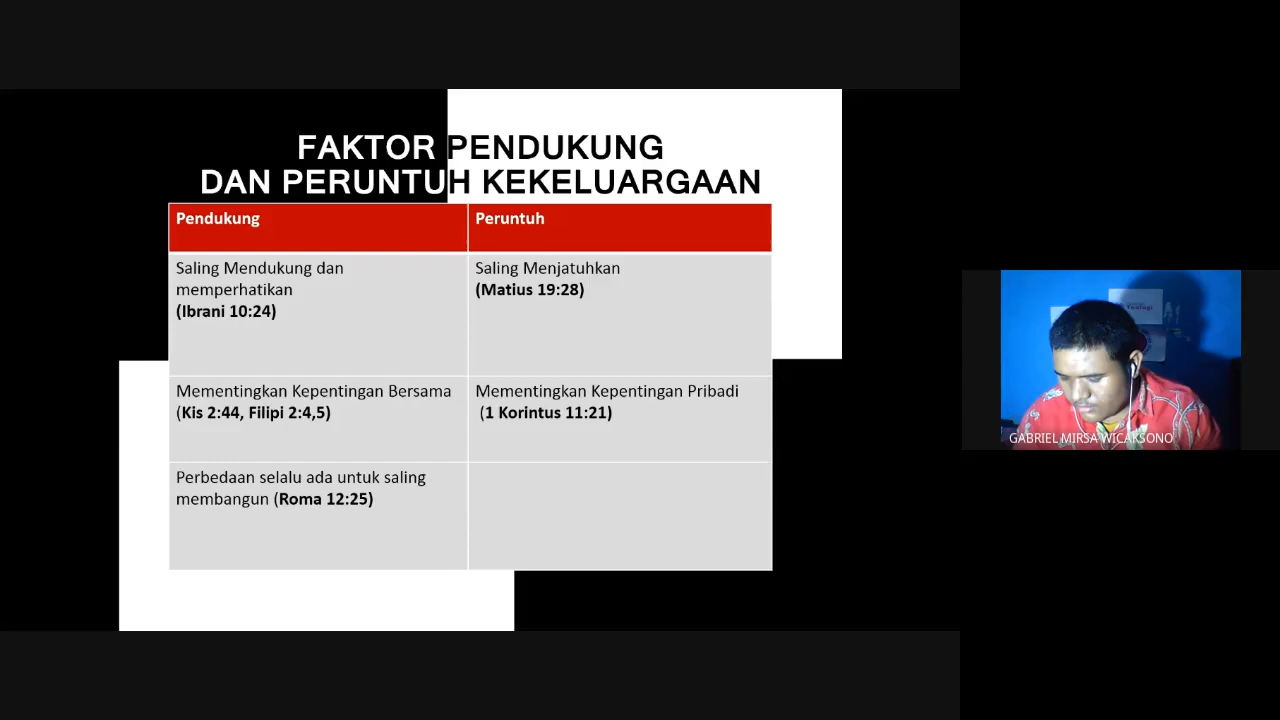 FAKTOR PENDUKUNG
DAN PERUNTUH KEKELUARGAAN
Pendukung
Peruntuh
Saling Mendukung dan
memperhatikan
(Ibrani 10:24)
Saling Menjatuhkan
(Matius 19:28)
Mementingkan Kepentingan Bersama
(Kis 2:44, Filipi 2:4,5)
Mementingkan Kepentingan Pribadi
(1 Korintus 11:21)
Perbedaan selalu ada untuk saling
membangun (Roma 12:25)
GABRIEL MIRSA WICAKSONO